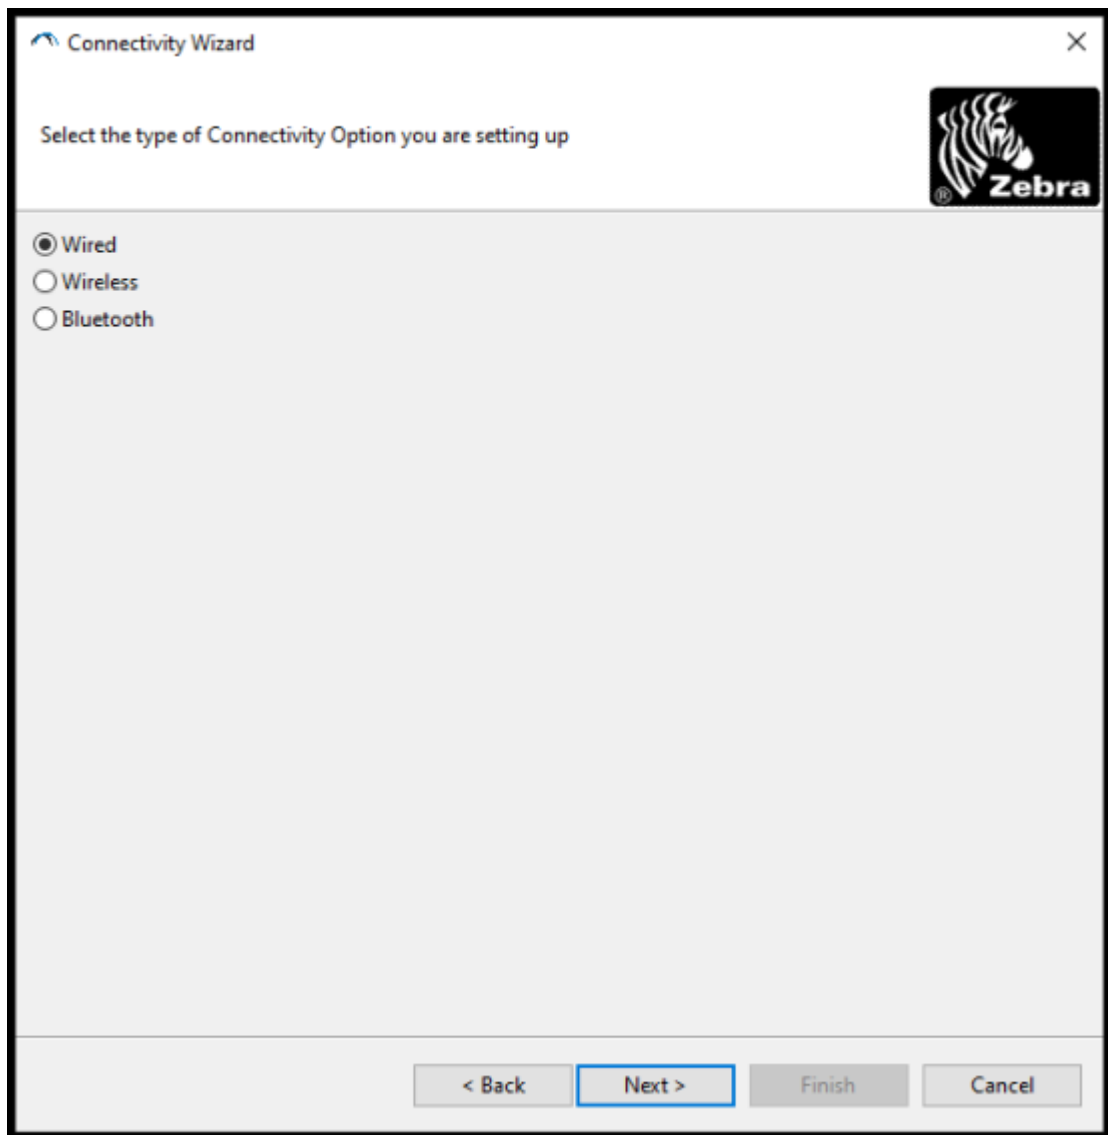 Connectivity Wizard
Select the type of Connectivity Option you are setting up
® Zebra
Wired
Wireless
Bluetooth
< Back
Next >
Finish
Cancel